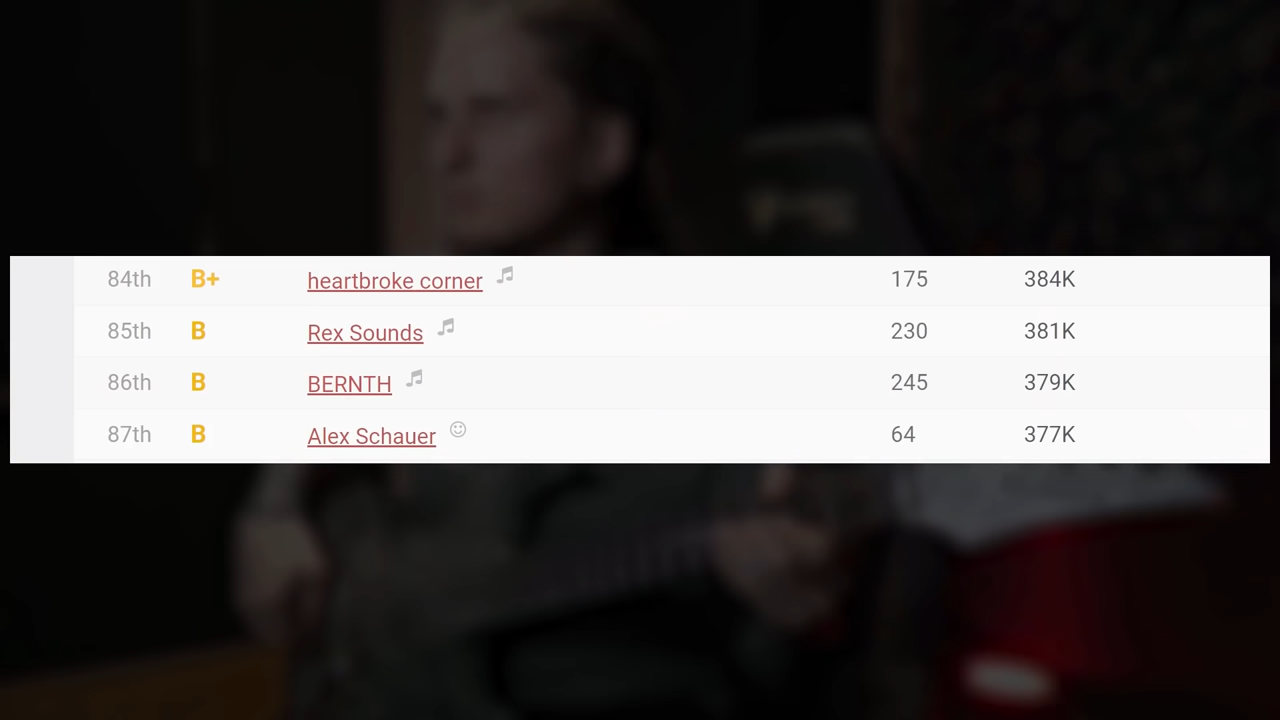 84th B+ heartbroke corner 175 384K
85th B Rex Sounds 230 381K
86th B BERNTH 245 379K
87th B Alex Schauer 64 377K